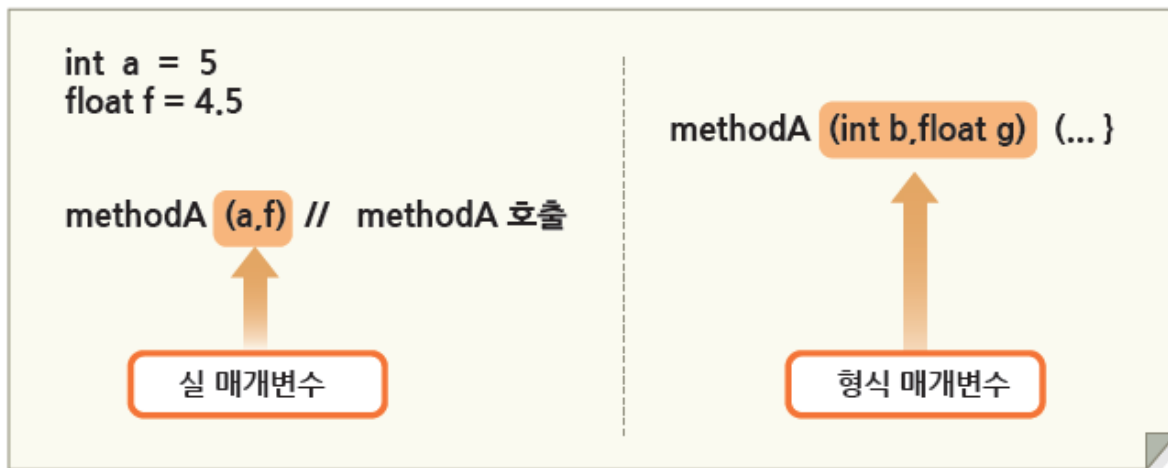 int a = 5
float f = 4.5
methodA (a,f) // methodA 호출
실 매개변수
methodA (int b,float g) (... }
형식 매개변수